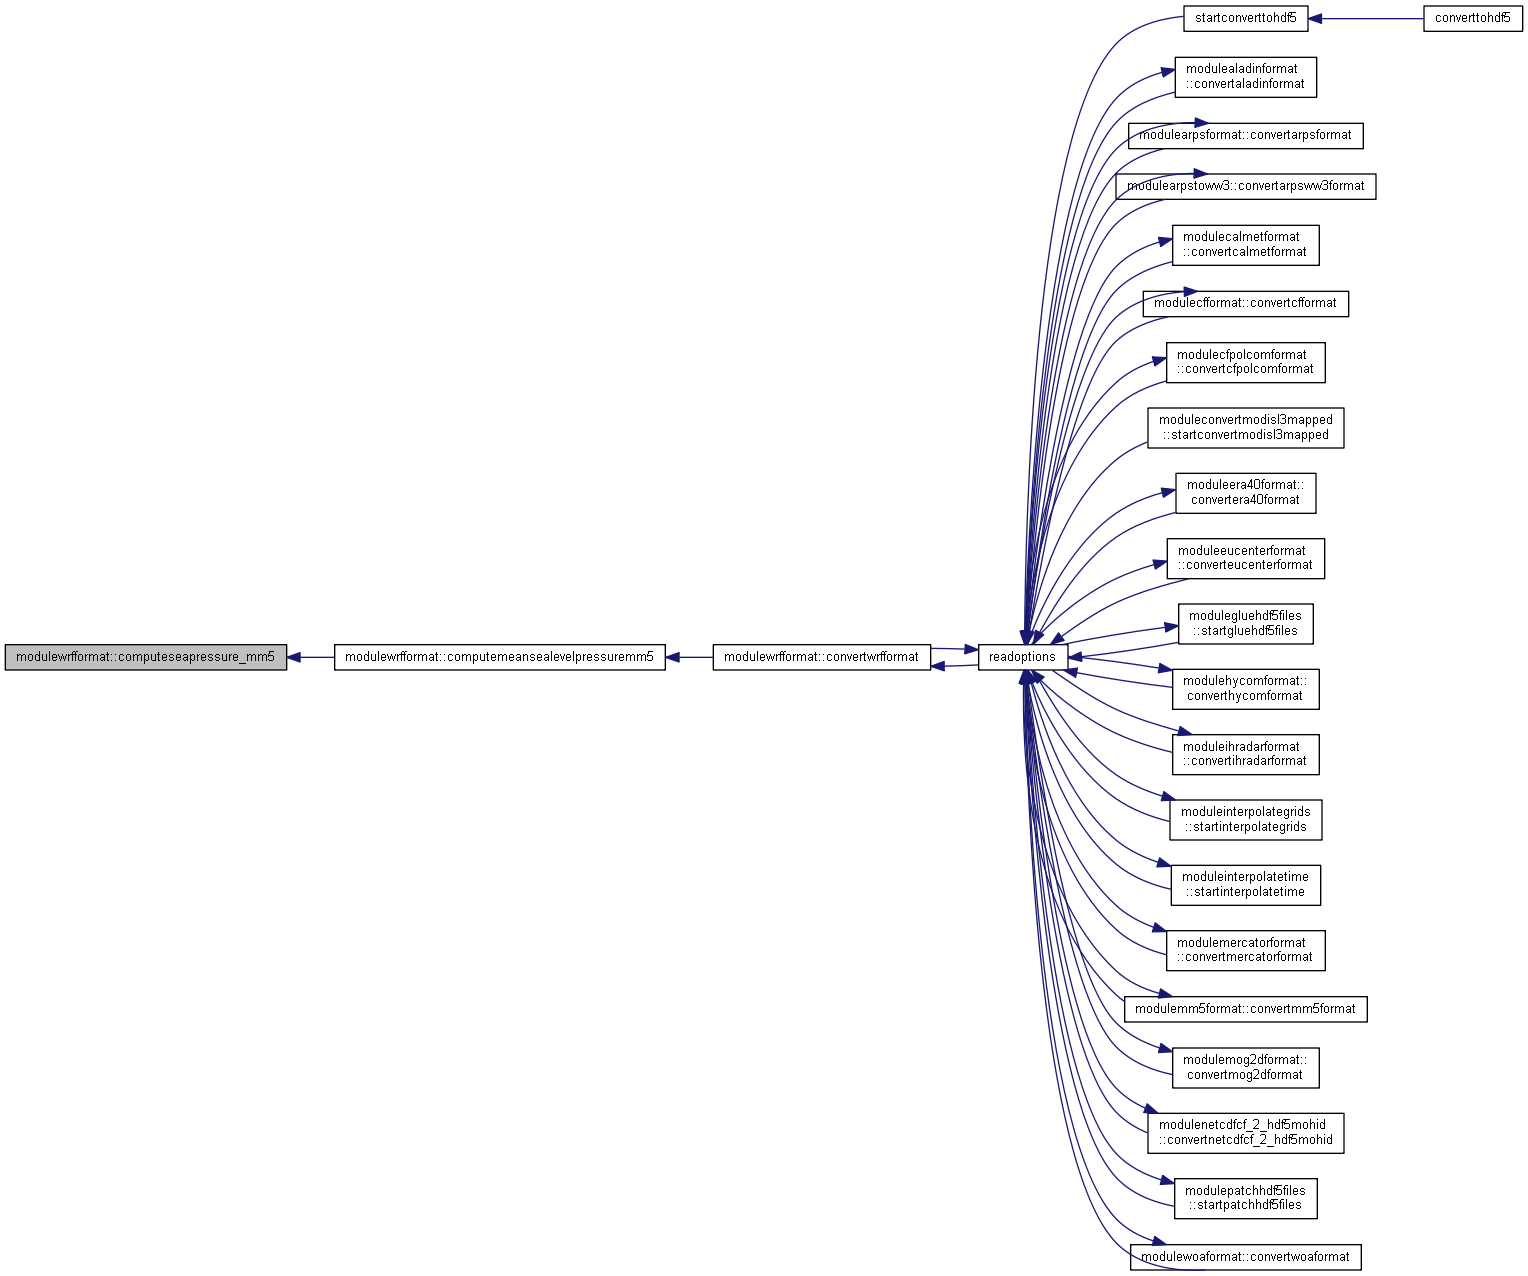 startconverttohdf5
converttohdf5
modulealadinformat
::convertaladinformat
modulearpsformat::convertarpsformat
modulearpstoww3::convertarpsww3format
modulecalmetformat
::convertcalmetformat
modulecfformat::convertcfformat
modulecfpolcomformat
::convertcfpolcomformat
moduleconvertmodisl3mapped
::startconvertmodisl3mapped
moduleera40format::
convertera40format
moduleeucenterformat
::converteucenterformat
modulegluehdf5files
::startgluehdf5files
modulewrfformat::computeseapressure_mm5
modulewrfformat::computemeansealevelpressuremm5
modulewrfformat::convertwrfformat
readoptions
modulehycomformat::
converthycomformat
moduleihradarformat
::convertihradarformat
moduleinterpolategrids
::startinterpolategrids
moduleinterpolatetime
::startinterpolatetime
modulemercatorformat
::convertmercatorformat
modulemm5format::convertmm5format
modulemog2dformat::
convertmog2dformat
modulenetcdfcf_2_hdf5mohid
::convertnetcdfcf_2_hdf5mohid
modulepatchhdf5files
::startpatchhdf5files
modulewoaformat::convertwoaformat